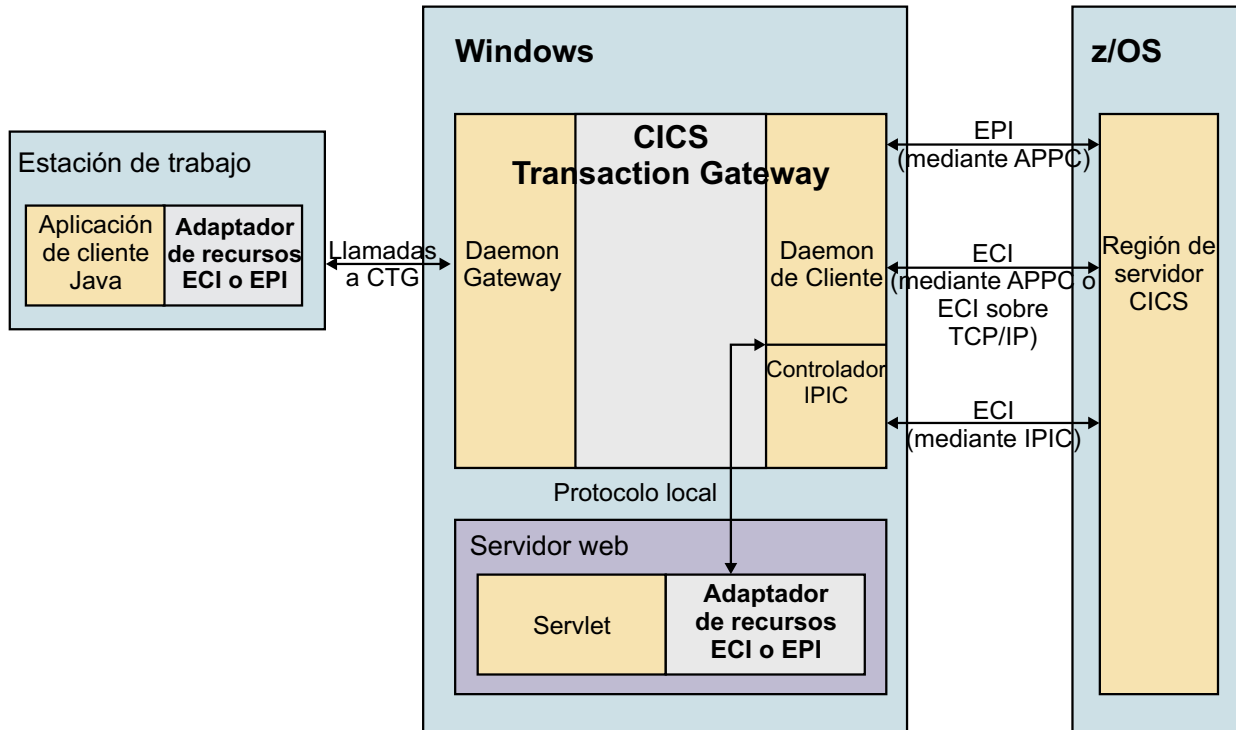 Windows
z/OS
CICS
Transaction Gateway
EPI
(mediante APPC)
Estación de trabajo
Aplicación
de cliente
Java
Adaptador
de recursos
ECI o EPI
Llamadas
a CTG
Daemon
Gateway
Daemon
de Cliente
ECI
(mediante APPC o
ECI sobre
TCP/IP)
Región de
servidor
CICS
Controlador
IPIC
ECI
(mediante IPIC)
Protocolo local
Servidor web
Servlet
Adaptador
de recursos
ECI o EPI